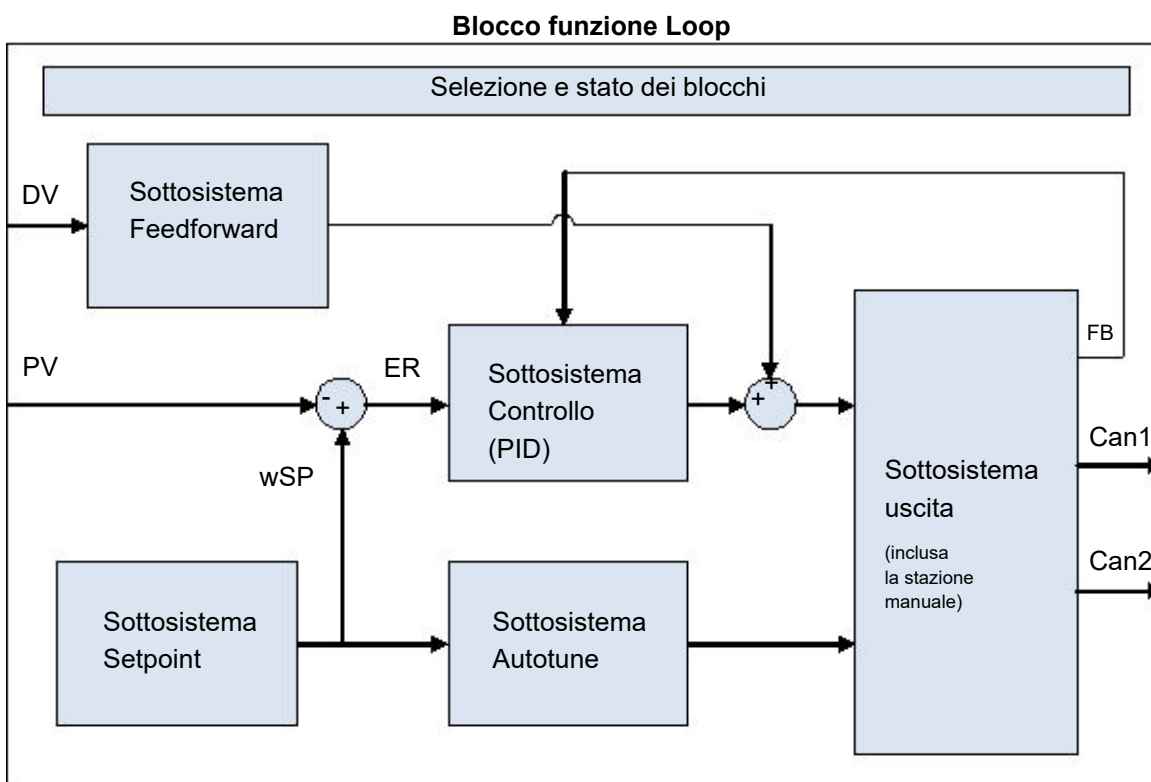 Blocco funzione Loop
Selezione e stato dei blocchi
DV
Sottosistema
Feedforward
FB
PV
ER
Sottosistema
Controllo
(PID)
-
+
+
+
wSP
Can1
Sottosistema
uscita
(inclusa
la stazione
manuale)
Can2
Sottosistema
Setpoint
Sottosistema
Autotune